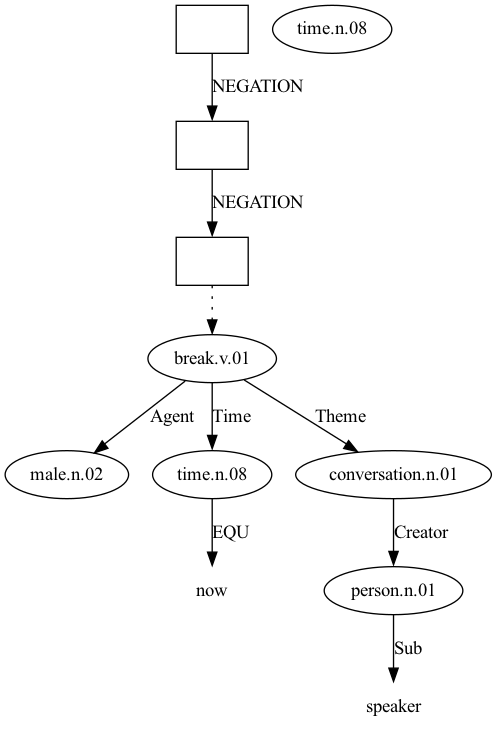 time.n.08
NEGATION
NEGATION
break.v.01
Agent
Time
Theme
male.n.02
time.n.08
conversation.n.01
EQU
Creator
now
person.n.01
Sub
speaker